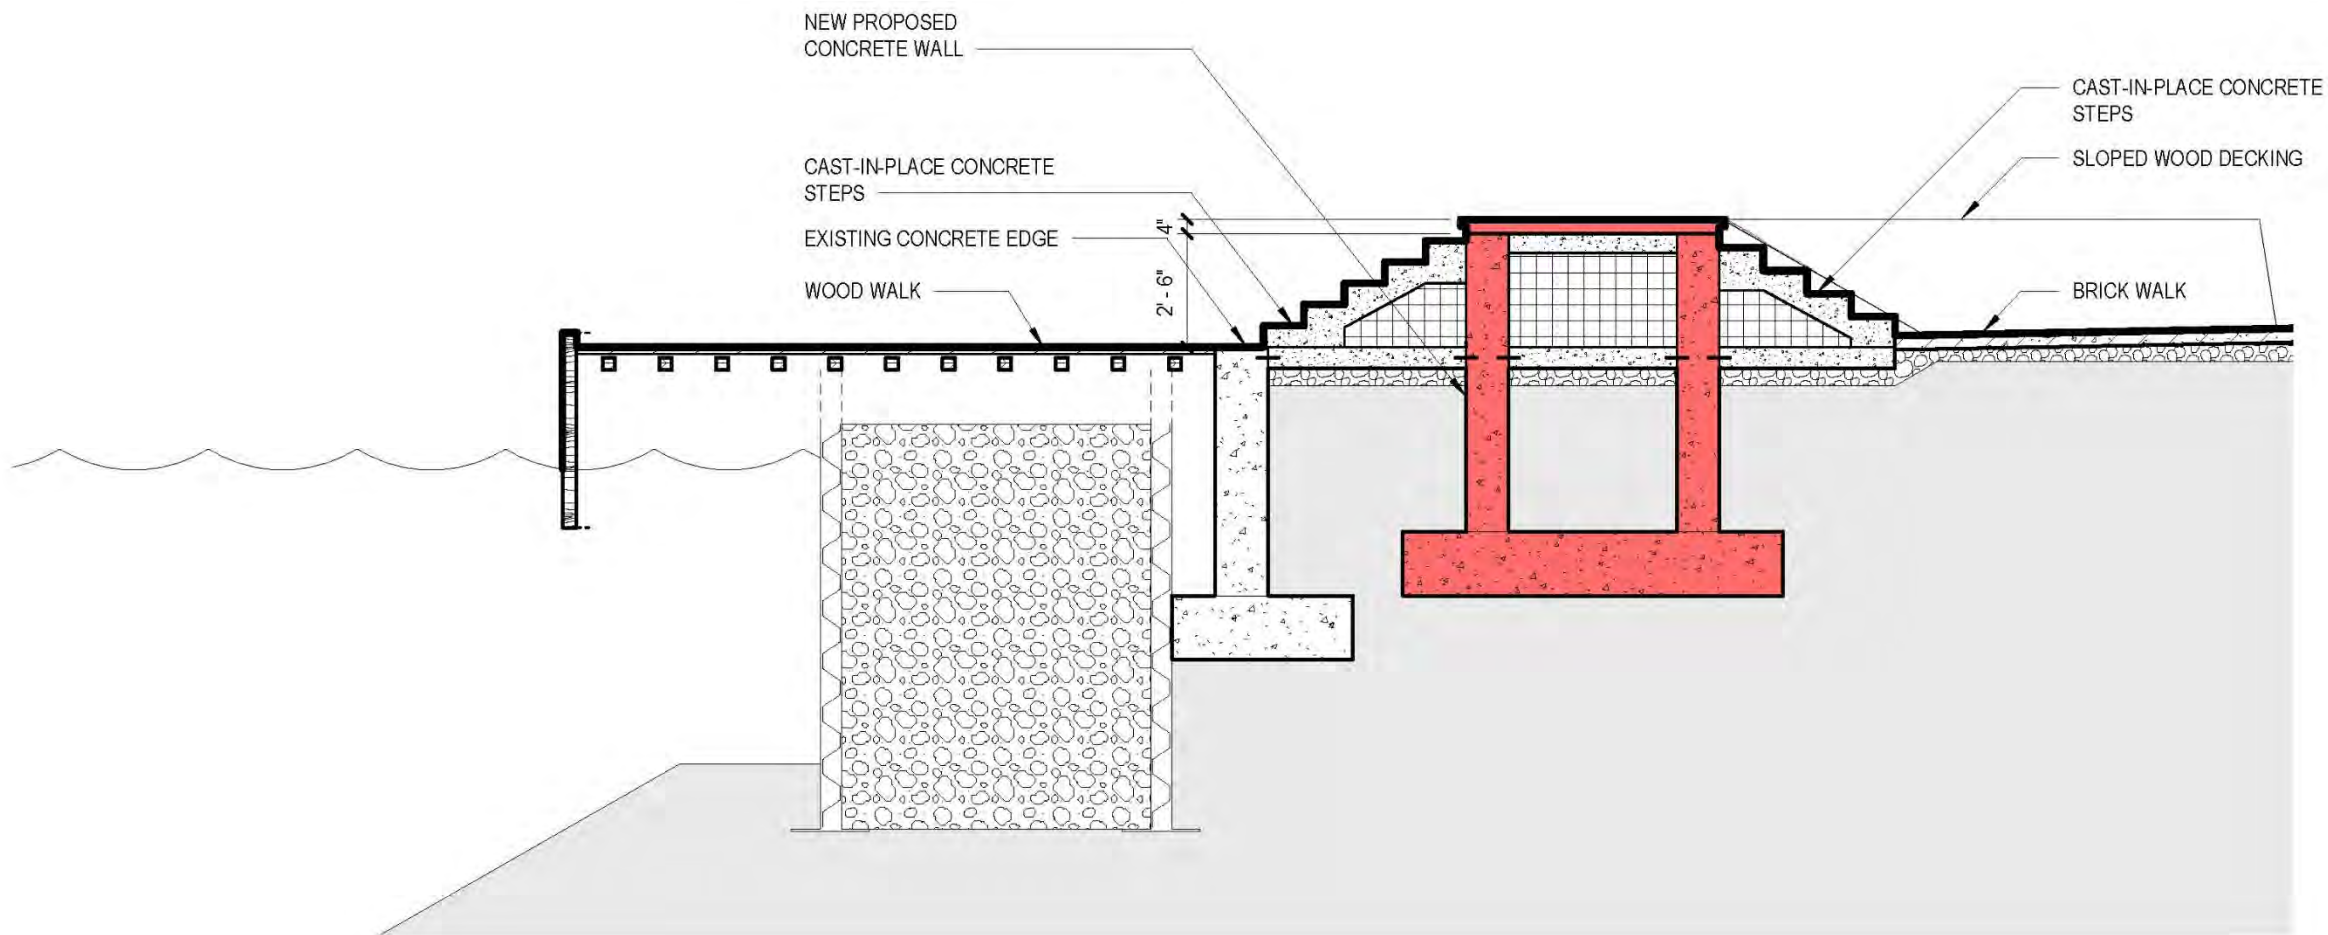 NEW PROPOSED
CONCRETE WALL
CAST-IN-PLACE CONCRETE
STEPS
EXISTING CONCRETE EDGE
WOOD WALK
4"
2' - 6"
CAST-IN-PLACE CONCRETE
STEPS
SLOPED WOOD DECKING
BRICK WALK